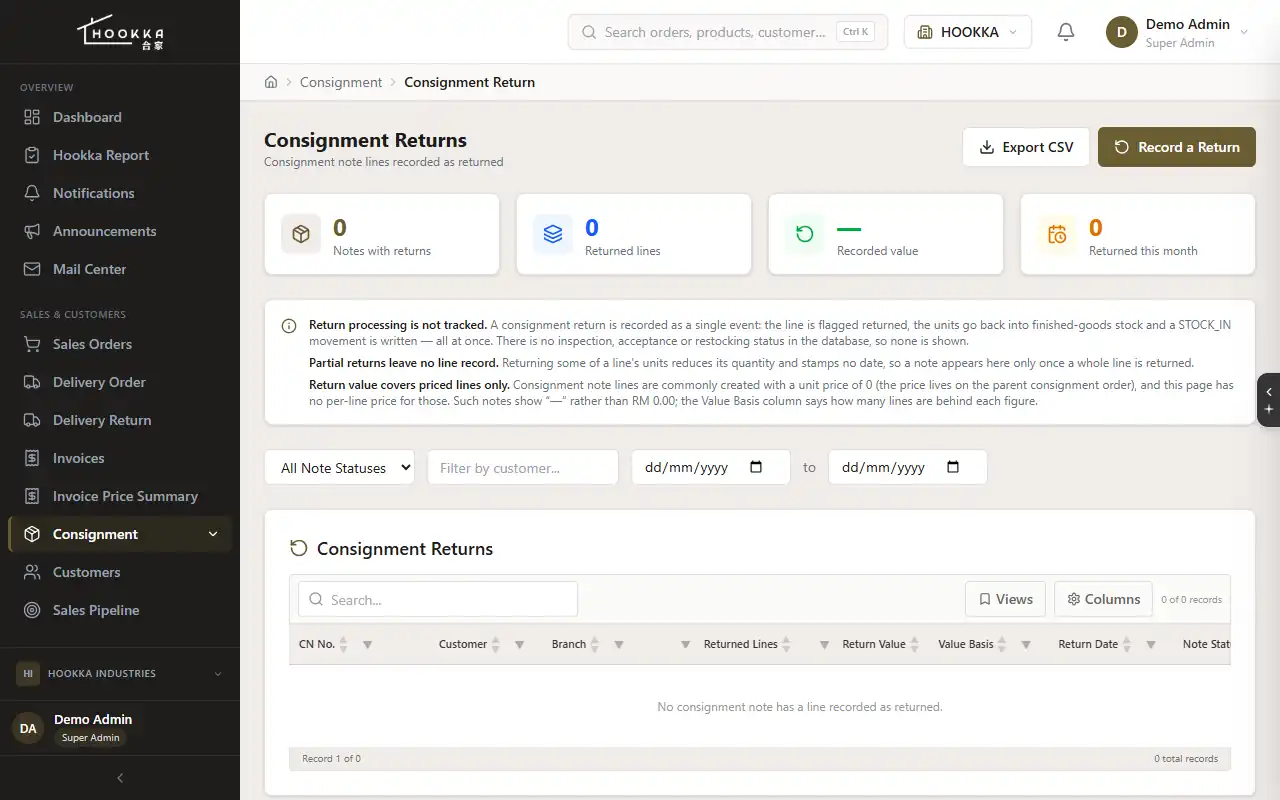 HOOKKA
合家
Search orders, products, customer...
Ctrl K
HOOKKA
D
Demo Admin
Super Admin
OVERVIEW
Dashboard
Hookka Report
Notifications
Announcements
Mail Center
SALES & CUSTOMERS
Sales Orders
Delivery Order
Delivery Return
Invoices
Invoice Price Summary
Consignment
Customers
Sales Pipeline
HI
HOOKKA INDUSTRIES
DA
Demo Admin
Super Admin
Consignment
Consignment Return
Consignment Returns
Consignment note lines recorded as returned
Export CSV
Record a Return
0
Notes with returns
0
Returned lines
—
Recorded value
0
Returned this month
Return processing is not tracked. A consignment return is recorded as a single event: the line is flagged returned, the units go back into finished-goods stock and a STOCK_IN
movement is written — all at once. There is no inspection, acceptance or restocking status in the database, so none is shown.
Partial returns leave no line record. Returning some of a line's units reduces its quantity and stamps no date, so a note appears here only once a whole line is returned.
Return value covers priced lines only. Consignment note lines are commonly created with a unit price of 0 (the price lives on the parent consignment order), and this page has
no per-line price for those. Such notes show “—” rather than RM 0.00; the Value Basis column says how many lines are behind each figure.
All Note Statuses
Filter by customer...
dd/mm/yyyy
to
dd/mm/yyyy
Consignment Returns
Search...
Views
Columns
0 of 0 records
CN No.
Customer
Branch
Returned Lines
Return Value
Value Basis
Return Date
Note Stat
No consignment note has a line recorded as returned.
Record 1 of 0
0 total records